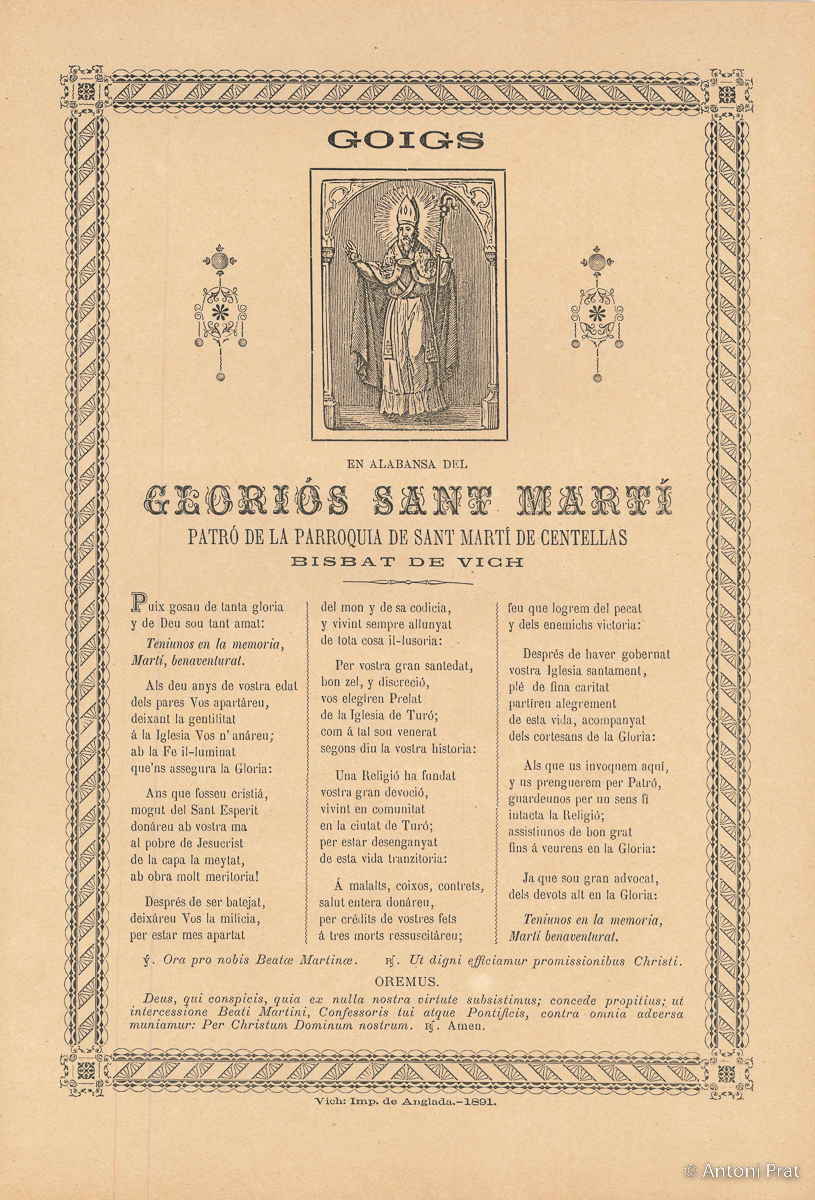 GOIGS
EN ALABANSA DEL
GLORIÓS SANT MARTÍ
PATRÓ DE LA PARROQUIA DE SANT MARTÍ DE CENTELLAS
BISBAT DE VICH
Puix gosau de tanta gloria
y de Deu sou tant amat:
Teniunos en la memoria,
Martí, benaventurat.
Als deu anys de vostra edat
dels pares Vos apartáreu,
deixant la gentilitat
á la Iglesia Vos n'anáreu;
ab la Fe il-luminat
que'ns assegura la Gloria:
Ans que fosseu cristiá,
mogut del Sant Esperit
donáreu ab vostra ma
al pobre de Jesucrist
de la capa la meytat,
ab obra molt meritoria!
Després de ser batejat,
deixáreu Vos la milicia,
per estar mes apartat
del mon y de sa codicia,
y vivint sempre allunyat
de tota cosa il-lusoria:
Per vostra gran santedat,
bon zel, y discreció,
vos elegíren Prelat
de la Iglesia de Turó;
com á tal sou venerat
segons diu la vostra historia:
Una Religió ha fundat
vostra gran devoció,
vivint en comunitat
en la ciutat de Turó;
per estar desenganyat
de esta vida tranzitoria:
Á malalts, coixos, contrets,
salut entera donáreu,
per crédits de vostres fets
á tres morts ressuscitáreu;
feu que logrem del pecat
y dels enemichs victoria:
Després de haver gobernat
vostra Iglesia santament,
plé de fina caritat
partíreu alegrement
de esta vida, acompanyat
dels cortesans de la Gloria:
Als que us invoquem aquí,
y us prenguerem per Patró,
guardeunos per un sens fí
intacta la Religió;
assistiunos de bon grat
fins á veurens en la Gloria:
Ja que sou gran advocat,
dels devots alt en la Gloria:
Teniunos en la memoria,
Martí benaventurat.
℣. Ora pro nobis Beatæ Martinæ. ℟. Ut digni efficiamur promissionibus Christi.
OREMUS.
Deus, qui conspicis, quia ex nulla nostra virtute subsistimus; concede propitius; ut
intercessione Beati Martini, Confessoris tui atque Pontificis, contra omnia adversa
muniamur: Per Christum Dominum nostrum. ℟. Amen.
Vich: Imp. de Anglada.-1891.
© Antoni Prat